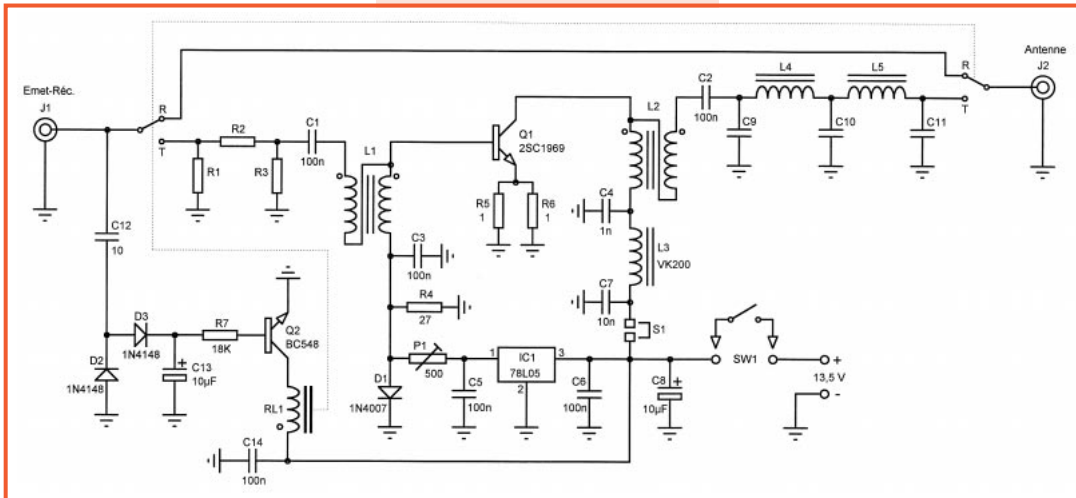 Emet-Réc.
J1
R
T
R1
R2
R3
C1
100n
L1
Q1
2SC1969
R5
1
R6
1
L2
C2
100n
L4
L5
C9
C10
C11
R
T
Antenne
J2
C4
1n
L3
VK200
C7
10n
S1
C12
10
C3
100n
R4
27
D3
1N4148
D2
1N4148
C13
10µF
R7
18K
Q2
BC548
RL1
C14
100n
D1
1N4007
P1
500
C5
100n
1
IC1
78L05
3
2
C6
100n
C8
10µF
SW1
+
13,5 V
-